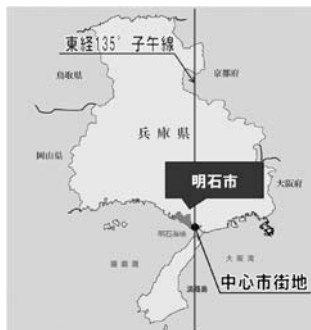 東経135°子午線
鳥取県
京都府
兵庫県
岡山県
明石市
大阪府
明石海峡
播磨灘
大阪湾
中心市街地
淡路島